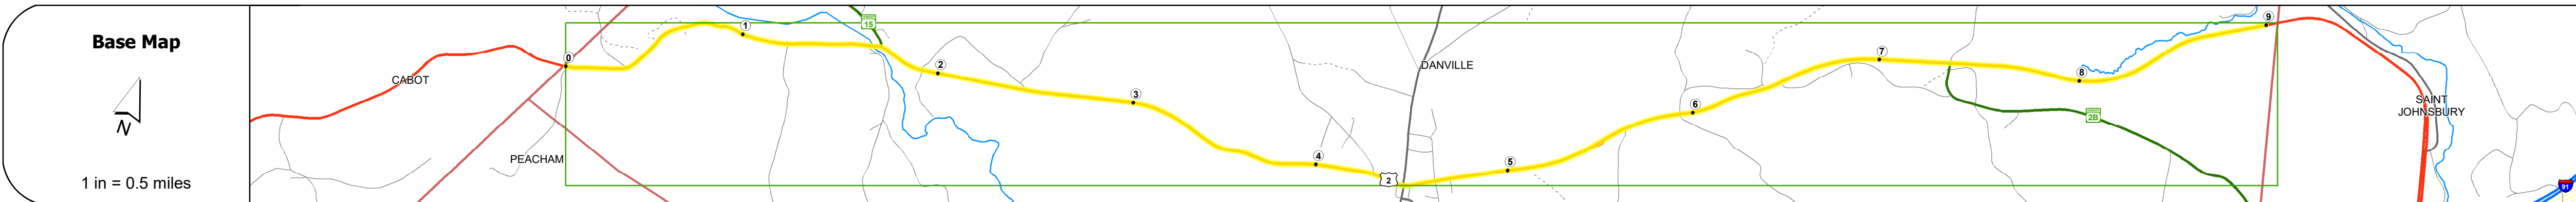 Base Map
N
1 in = 0.5 miles
CABOT
PEACHAM
0
1
15
2
3
4
2
DANVILLE
5
6
7
2B
8
9
SAINT
JOHNSBURY
91